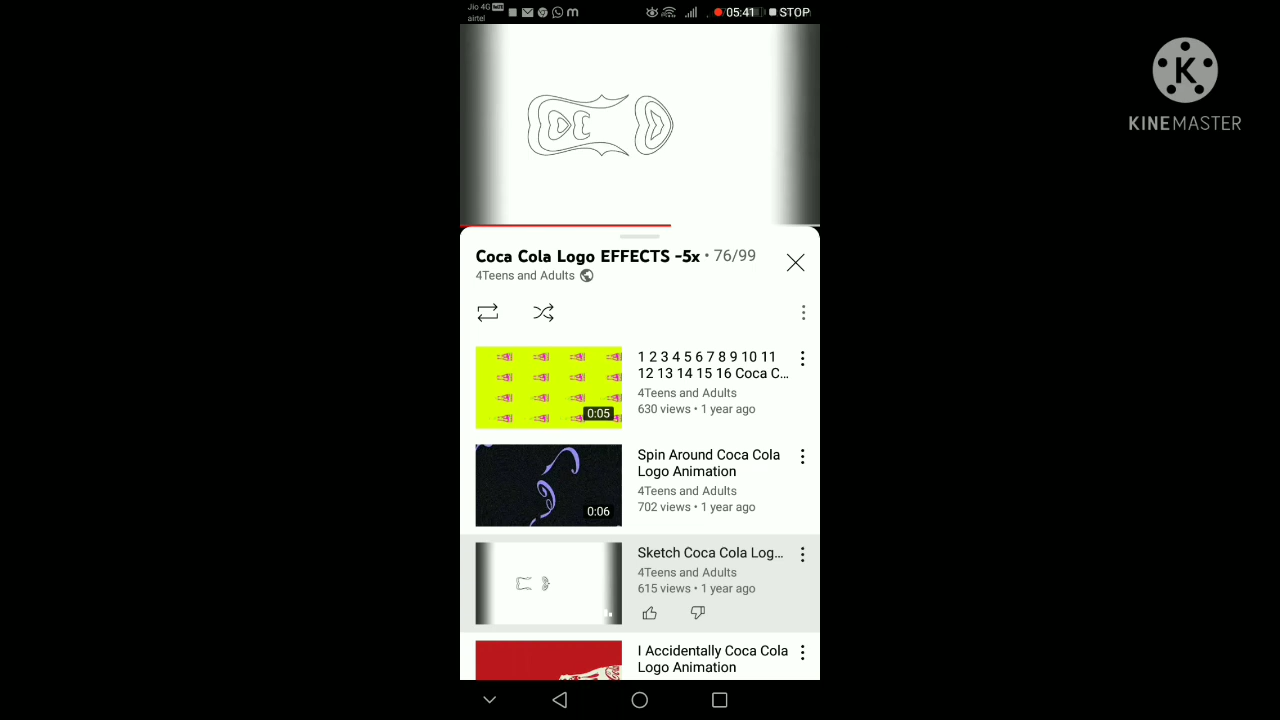 Jio 4G
airtel
05:41 STOP
KINEMASTER
Coca Cola Logo EFFECTS -5x • 76/99
4Teens and Adults
1 2 3 4 5 6 7 8 9 10 11
12 13 14 15 16 Coca C...
4Teens and Adults
630 views • 1 year ago
0:05
Spin Around Coca Cola
Logo Animation
4Teens and Adults
702 views • 1 year ago
0:06
Sketch Coca Cola Log...
4Teens and Adults
615 views • 1 year ago
I Accidentally Coca Cola
Logo Animation